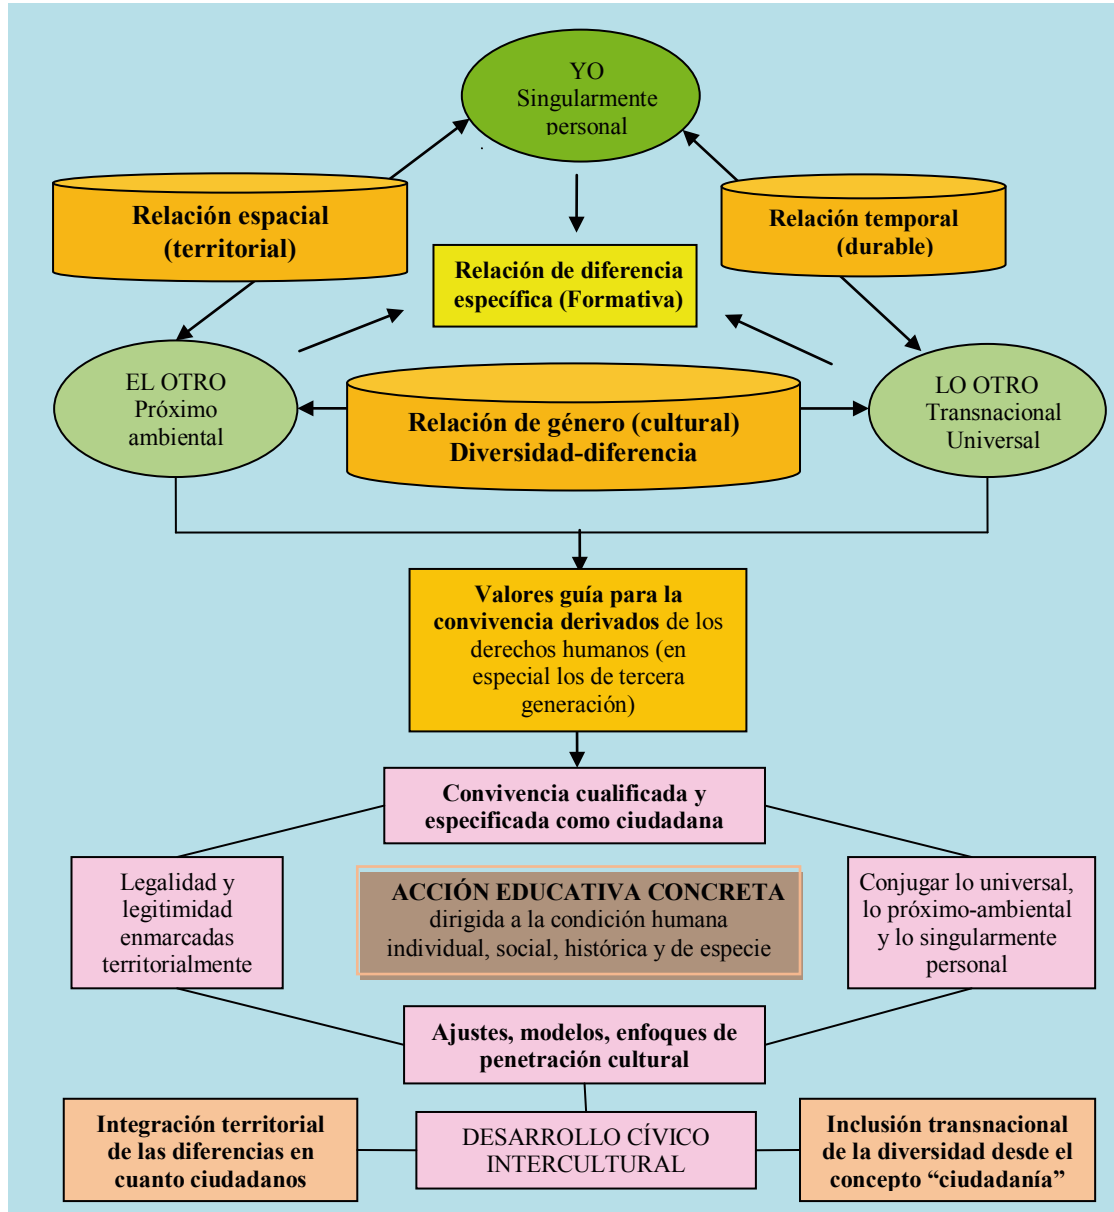 YO
Singularmente
personal
Relación espacial
(territorial)
Relación temporal
(durable)
Relación de diferencia
específica (Formativa)
EL OTRO
Próximo
ambiental
Relación de género (cultural)
Diversidad-diferencia
LO OTRO
Transnacional
Universal
Valores guía para la
convivencia derivados de los
derechos humanos (en
especial los de tercera
generación)
Convivencia cualificada y
especificada como ciudadana
Legalidad y
legitimidad
enmarcadas
territorialmente
ACCIÓN EDUCATIVA CONCRETA
dirigida a la condición humana
individual, social, histórica y de especie
Conjugar lo universal,
lo próximo-ambiental
y lo singularmente
personal
Ajustes, modelos, enfoques de
penetración cultural
Integración territorial
de las diferencias en
cuanto ciudadanos
DESARROLLO CÍVICO
INTERCULTURAL
Inclusión transnacional
de la diversidad desde el
concepto “ciudadanía”